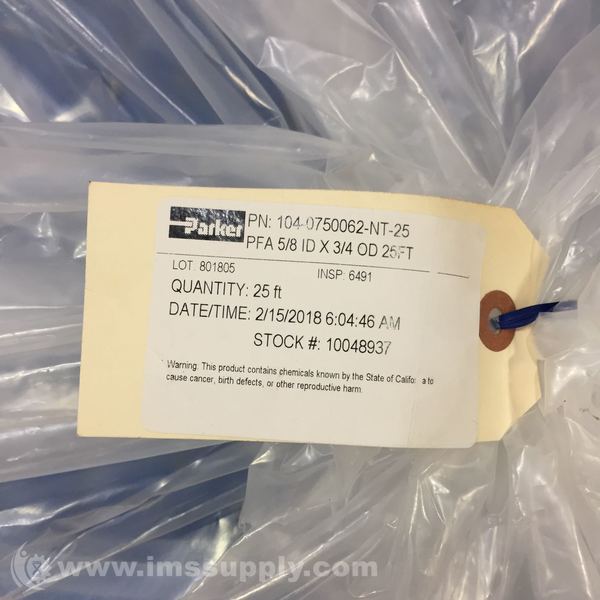 Parker
PN: 104-0750062-NT-25
PFA 5/8 ID X 3/4 OD 25FT
LOT: 801805 INSP: 6491
QUANTITY: 25 ft
DATE/TIME: 2/15/2018 6:04:46 AM
STOCK #: 10048937
Warning: This product contains chemicals known by the State of California to
cause cancer, birth defects, or other reproductive harm.
www.imssupply.com